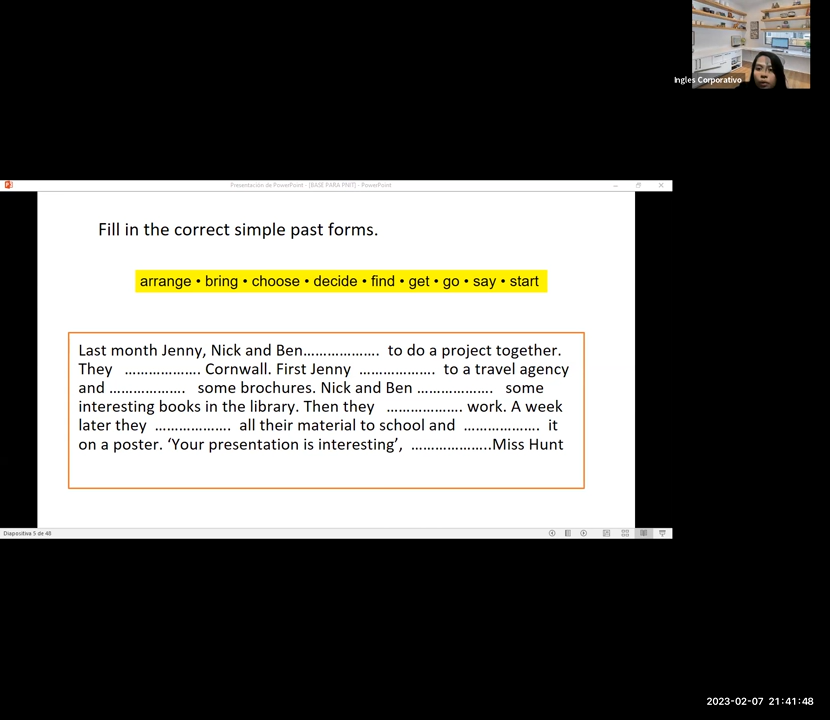 Ingles Corporativo
Presentación de PowerPoint - [BASE PARA PNIT] - PowerPoint
Fill in the correct simple past forms.
arrange • bring • choose • decide • find • get • go • say • start
Last month Jenny, Nick and Ben………………. to do a project together.
They ………………. Cornwall. First Jenny ………………. to a travel agency
and ………………. some brochures. Nick and Ben ………………. some
interesting books in the library. Then they ………………. work. A week
later they ………………. all their material to school and ………………. it
on a poster. ‘Your presentation is interesting’, ………………..Miss Hunt
Diapositiva 5 de 48
2023-02-07 21:41:48